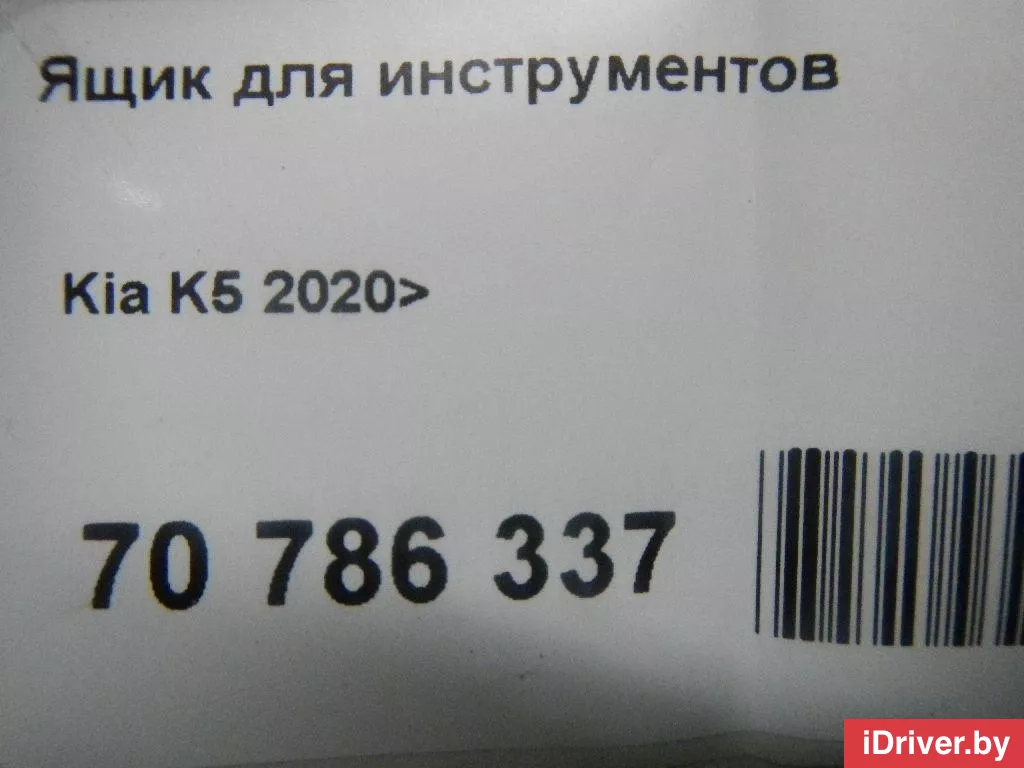 Ящик для инструментов
Kia K5 2020>
70 786 337
iDriver.by